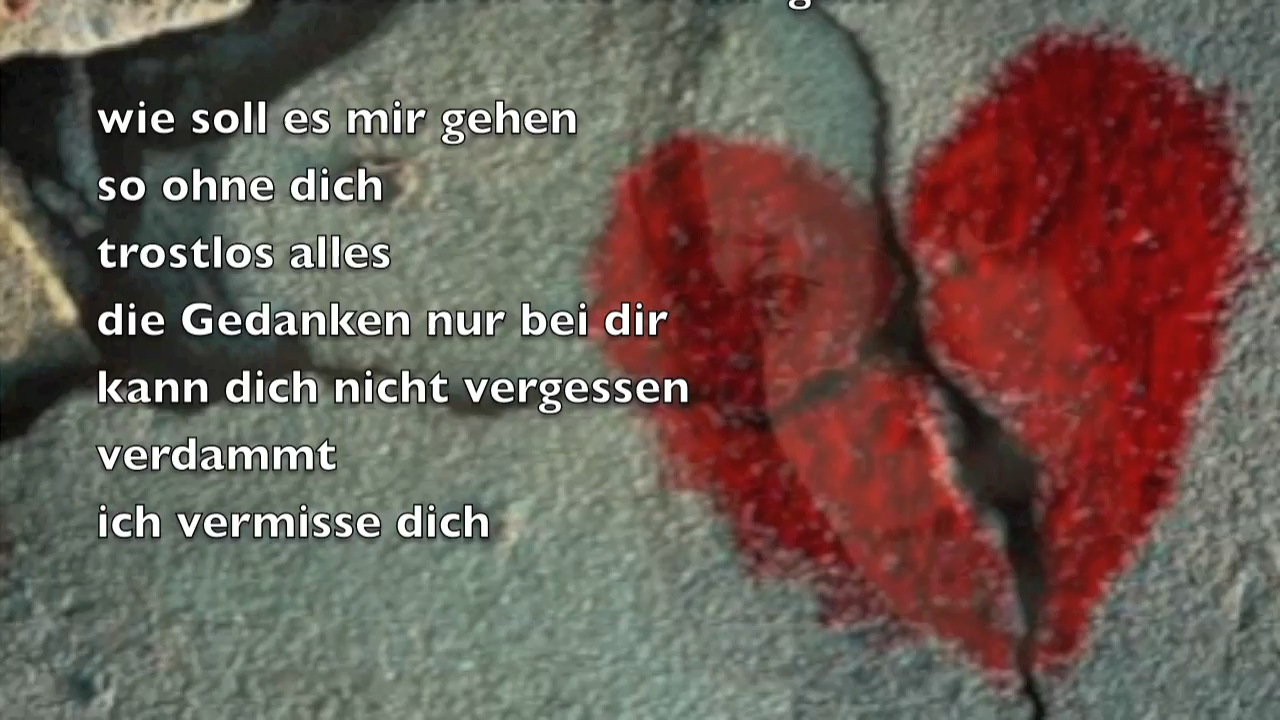 wie soll es mir gehen
so ohne dich
trostlos alles
die Gedanken nur bei dir
kann dich nicht vergessen
verdammt
ich vermisse dich